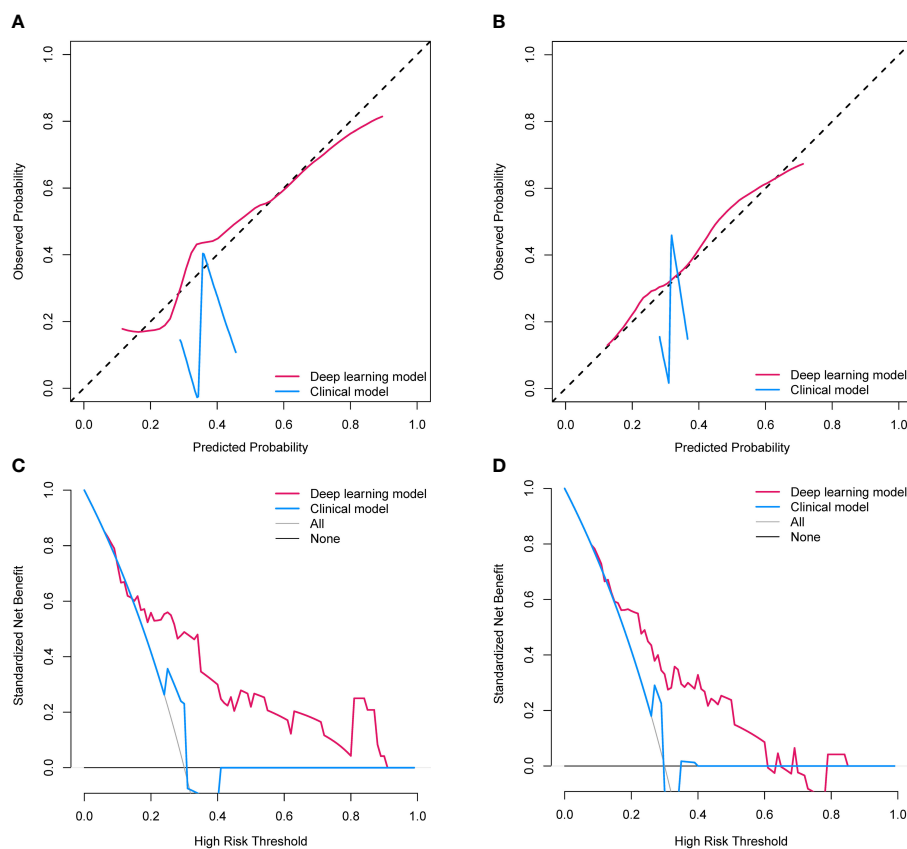 A
1.0
0.8
0.6
0.4
0.2
0.0
Observed Probability
Deep learning model
Clinical model
0.0 0.2 0.4 0.6 0.8 1.0
Predicted Probability
B
1.0
0.8
0.6
0.4
0.2
0.0
Observed Probability
Deep learning model
Clinical model
0.0 0.2 0.4 0.6 0.8 1.0
Predicted Probability
C
1.0
0.8
0.6
0.4
0.2
0.0
Standardized Net Benefit
Deep learning model
Clinical model
All
None
0.0 0.2 0.4 0.6 0.8 1.0
High Risk Threshold
D
1.0
0.8
0.6
0.4
0.2
0.0
Standardized Net Benefit
Deep learning model
Clinical model
All
None
0.0 0.2 0.4 0.6 0.8 1.0
High Risk Threshold